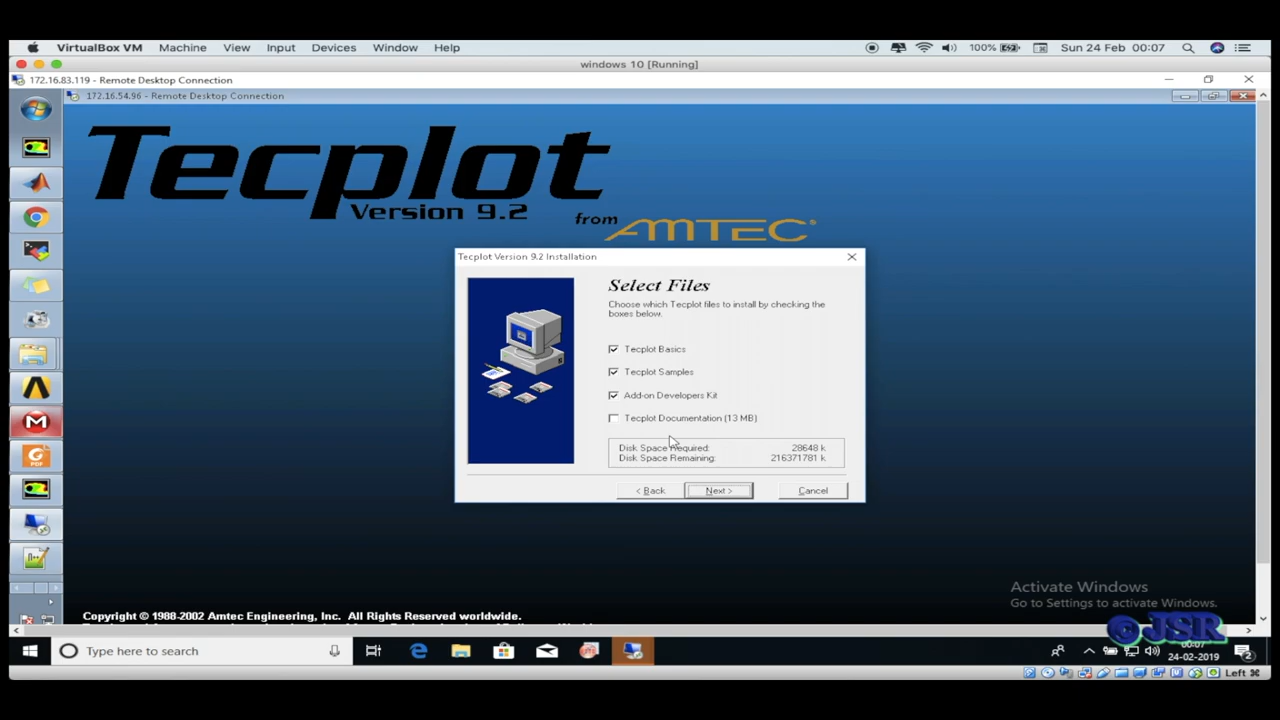 VirtualBox VM Machine View Input Devices Window Help 100% Sun 24 Feb 00:07
windows 10 [Running]
172.16.83.119 - Remote Desktop Connection
172.16.54.96 - Remote Desktop Connection
Tecplot
Version 9.2
from AMTEC
Tecplot Version 9.2 Installation
Select Files
Choose which Tecplot files to install by checking the
boxes below.
Tecplot Basics
Tecplot Samples
Add-on Developers Kit
Tecplot Documentation (13 MB)
Disk Space Required: 28648 k
Disk Space Remaining: 216371781 k
< Back Next > Cancel
PDF
Activate Windows
Go to Settings to activate Windows.
Copyright © 1988-2002 Amtec Engineering, Inc. All Rights Reserved worldwide.
© JSR
Type here to search
00:07
24-02-2019
2
Left ⌘